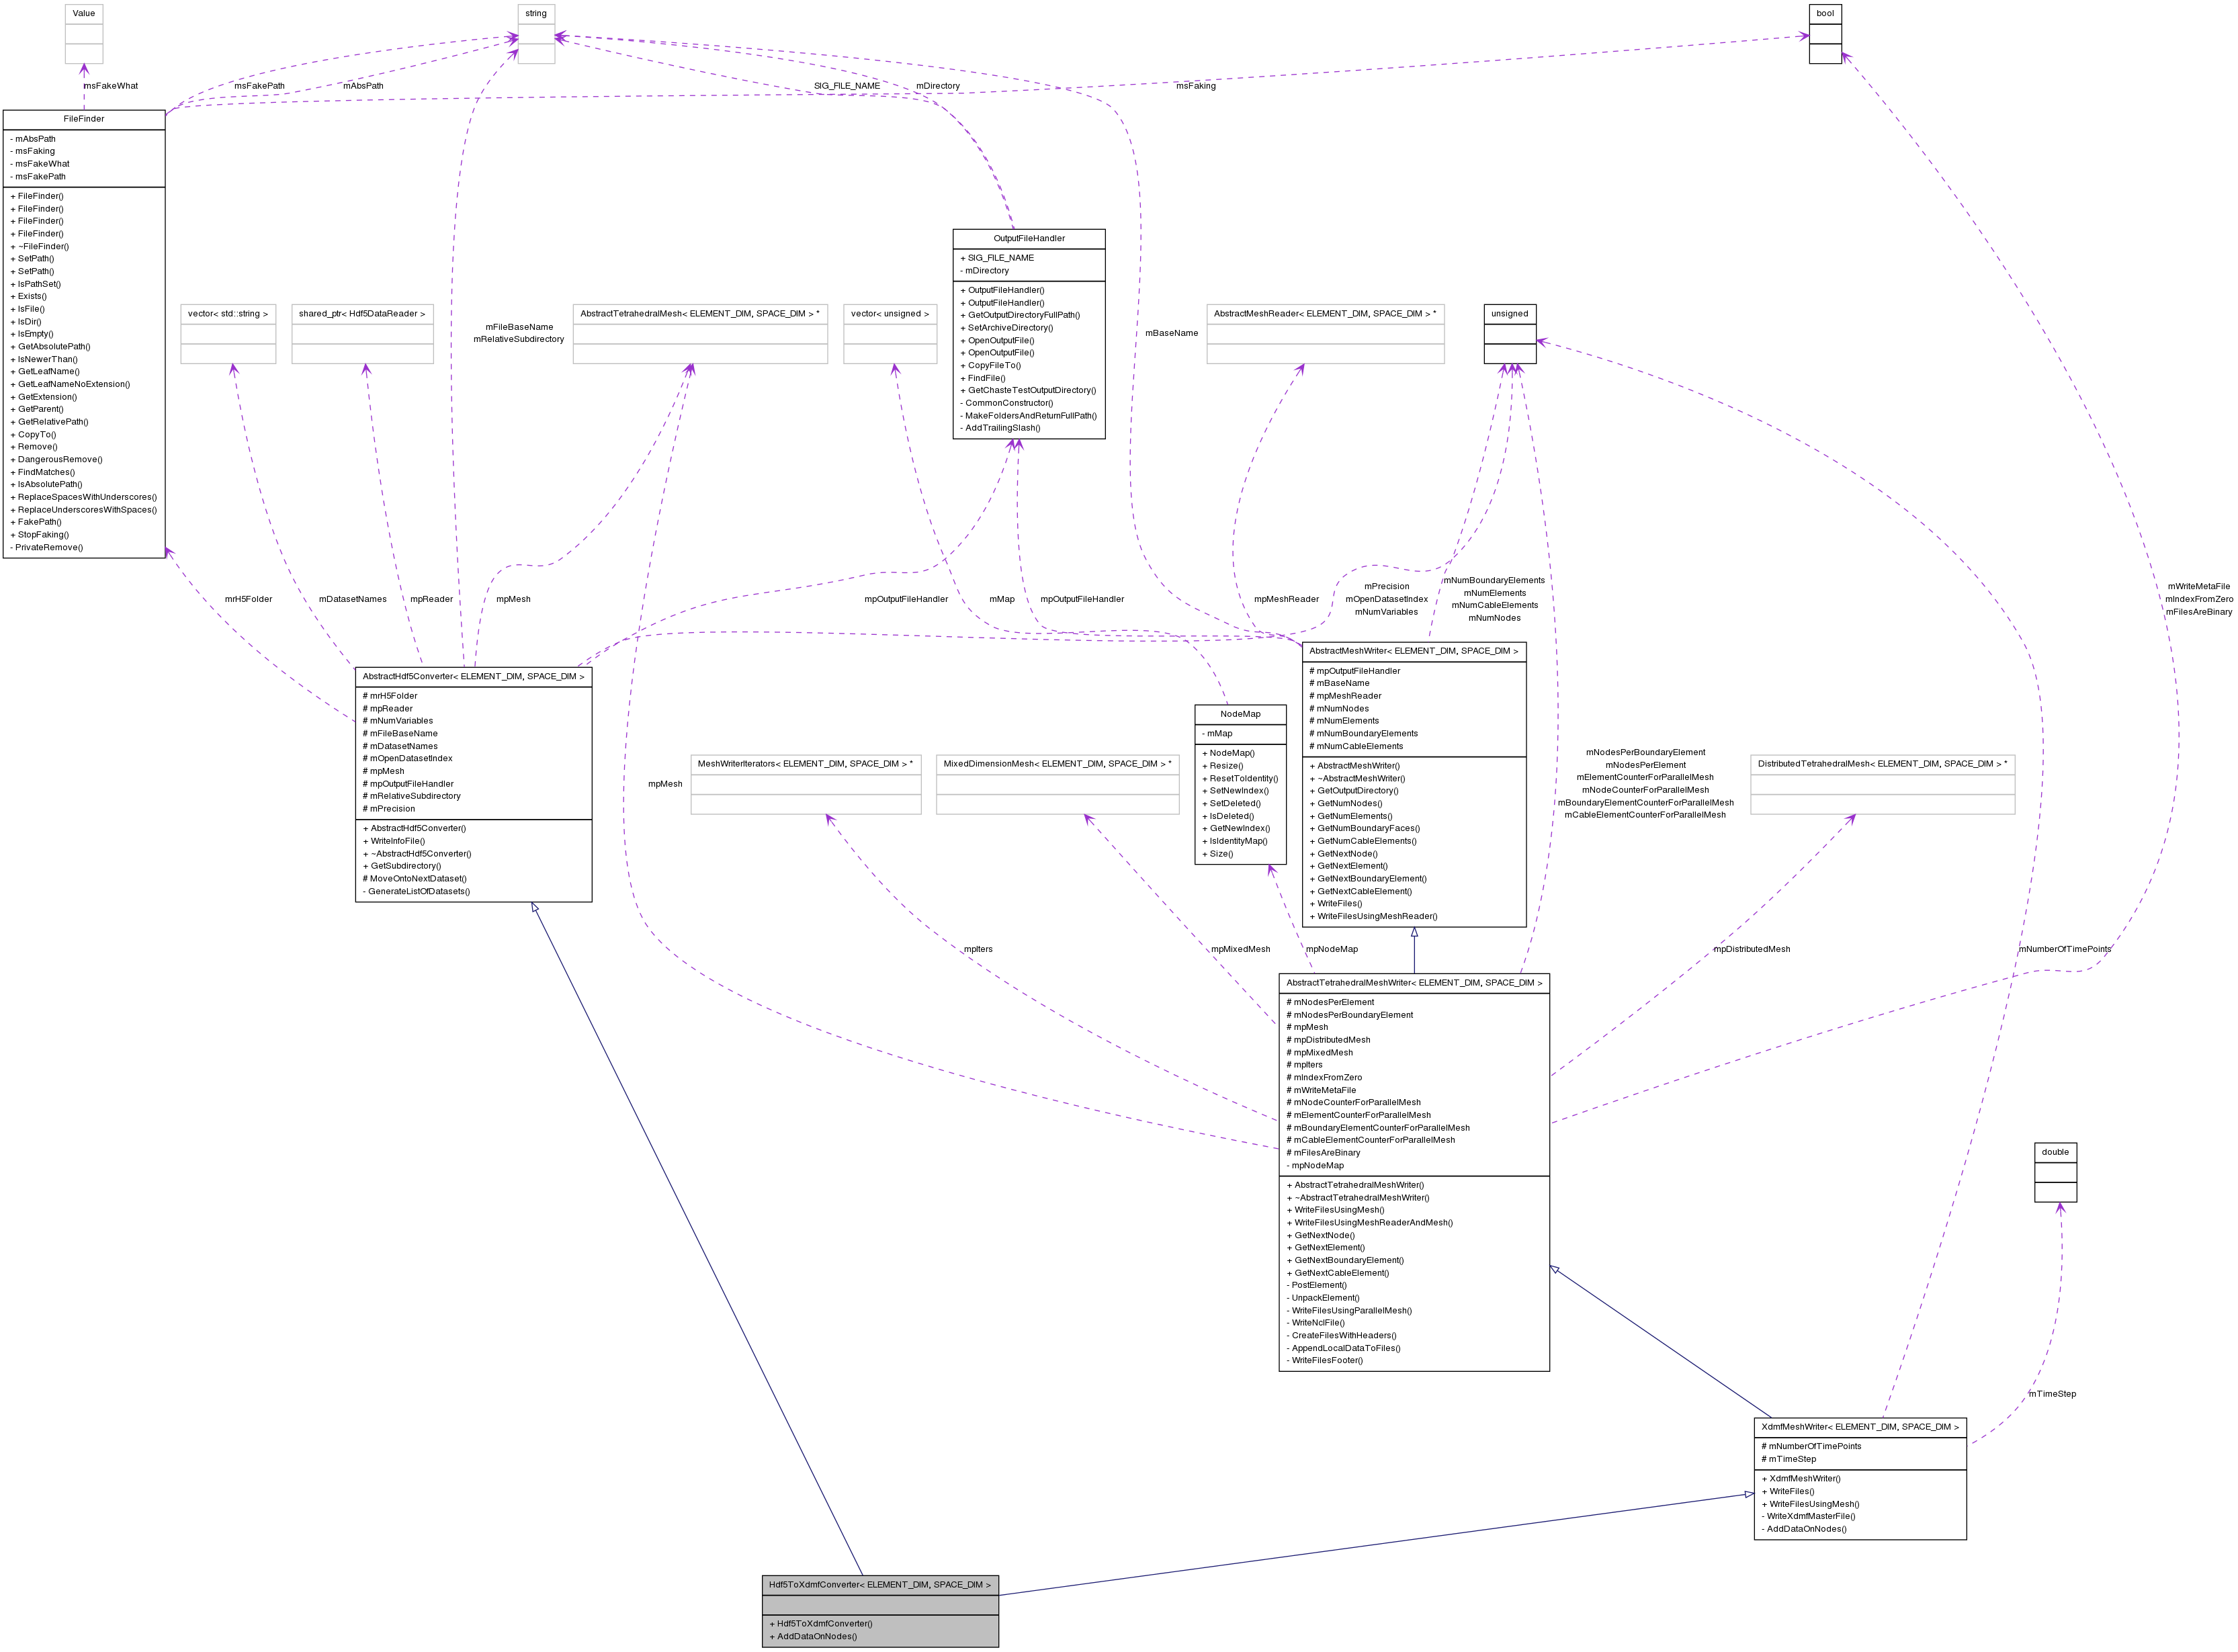 Value
string
bool
msFakeWhat
msFakePath
mAbsPath
SIG_FILE_NAME
mDirectory
msFaking
FileFinder
- mAbsPath
- msFaking
- msFakeWhat
- msFakePath
+ FileFinder()
+ FileFinder()
+ FileFinder()
+ FileFinder()
+ ~FileFinder()
+ SetPath()
+ SetPath()
+ IsPathSet()
+ Exists()
+ IsFile()
+ IsDir()
+ IsEmpty()
+ GetAbsolutePath()
+ IsNewerThan()
+ GetLeafName()
+ GetLeafNameNoExtension()
+ GetExtension()
+ GetParent()
+ GetRelativePath()
+ CopyTo()
+ Remove()
+ DangerousRemove()
+ FindMatches()
+ IsAbsolutePath()
+ ReplaceSpacesWithUnderscores()
+ ReplaceUnderscoresWithSpaces()
+ FakePath()
+ StopFaking()
- PrivateRemove()
OutputFileHandler
+ SIG_FILE_NAME
- mDirectory
+ OutputFileHandler()
+ OutputFileHandler()
+ GetOutputDirectoryFullPath()
+ SetArchiveDirectory()
+ OpenOutputFile()
+ OpenOutputFile()
+ CopyFileTo()
+ FindFile()
+ GetChasteTestOutputDirectory()
- CommonConstructor()
- MakeFoldersAndReturnFullPath()
- AddTrailingSlash()
vector< std::string >
shared_ptr< Hdf5DataReader >
mFileBaseName
mRelativeSubdirectory
AbstractTetrahedralMesh< ELEMENT_DIM, SPACE_DIM > *
vector< unsigned >
mBaseName
AbstractMeshReader< ELEMENT_DIM, SPACE_DIM > *
unsigned
mrH5Folder
mDatasetNames
mpReader
mpMesh
mpOutputFileHandler
mMap
mpOutputFileHandler
mpMeshReader
mPrecision
mOpenDatasetIndex
mNumVariables
mNumBoundaryElements
mNumElements
mNumCableElements
mNumNodes
mWriteMetaFile
mIndexFromZero
mFilesAreBinary
AbstractHdf5Converter< ELEMENT_DIM, SPACE_DIM >
# mrH5Folder
# mpReader
# mNumVariables
# mFileBaseName
# mDatasetNames
# mOpenDatasetIndex
# mpMesh
# mpOutputFileHandler
# mRelativeSubdirectory
# mPrecision
+ AbstractHdf5Converter()
+ WriteInfoFile()
+ ~AbstractHdf5Converter()
+ GetSubdirectory()
# MoveOntoNextDataset()
- GenerateListOfDatasets()
mpMesh
MeshWriterIterators< ELEMENT_DIM, SPACE_DIM > *
MixedDimensionMesh< ELEMENT_DIM, SPACE_DIM > *
NodeMap
- mMap
+ NodeMap()
+ Resize()
+ ResetToIdentity()
+ SetNewIndex()
+ SetDeleted()
+ IsDeleted()
+ GetNewIndex()
+ IsIdentityMap()
+ Size()
AbstractMeshWriter< ELEMENT_DIM, SPACE_DIM >
# mpOutputFileHandler
# mBaseName
# mpMeshReader
# mNumNodes
# mNumElements
# mNumBoundaryElements
# mNumCableElements
+ AbstractMeshWriter()
+ ~AbstractMeshWriter()
+ GetOutputDirectory()
+ GetNumNodes()
+ GetNumElements()
+ GetNumBoundaryFaces()
+ GetNumCableElements()
+ GetNextNode()
+ GetNextElement()
+ GetNextBoundaryElement()
+ GetNextCableElement()
+ WriteFiles()
+ WriteFilesUsingMeshReader()
mNodesPerBoundaryElement
mNodesPerElement
mElementCounterForParallelMesh
mNodeCounterForParallelMesh
mBoundaryElementCounterForParallelMesh
mCableElementCounterForParallelMesh
DistributedTetrahedralMesh< ELEMENT_DIM, SPACE_DIM > *
mpIters
mpMixedMesh
mpNodeMap
mpDistributedMesh
mNumberOfTimePoints
AbstractTetrahedralMeshWriter< ELEMENT_DIM, SPACE_DIM >
# mNodesPerElement
# mNodesPerBoundaryElement
# mpMesh
# mpDistributedMesh
# mpMixedMesh
# mpIters
# mIndexFromZero
# mWriteMetaFile
# mNodeCounterForParallelMesh
# mElementCounterForParallelMesh
# mBoundaryElementCounterForParallelMesh
# mCableElementCounterForParallelMesh
# mFilesAreBinary
- mpNodeMap
+ AbstractTetrahedralMeshWriter()
+ ~AbstractTetrahedralMeshWriter()
+ WriteFilesUsingMesh()
+ WriteFilesUsingMeshReaderAndMesh()
+ GetNextNode()
+ GetNextElement()
+ GetNextBoundaryElement()
+ GetNextCableElement()
- PostElement()
- UnpackElement()
- WriteFilesUsingParallelMesh()
- WriteNclFile()
- CreateFilesWithHeaders()
- AppendLocalDataToFiles()
- WriteFilesFooter()
double
mTimeStep
XdmfMeshWriter< ELEMENT_DIM, SPACE_DIM >
# mNumberOfTimePoints
# mTimeStep
+ XdmfMeshWriter()
+ WriteFiles()
+ WriteFilesUsingMesh()
- WriteXdmfMasterFile()
- AddDataOnNodes()
Hdf5ToXdmfConverter< ELEMENT_DIM, SPACE_DIM >
+ Hdf5ToXdmfConverter()
+ AddDataOnNodes()